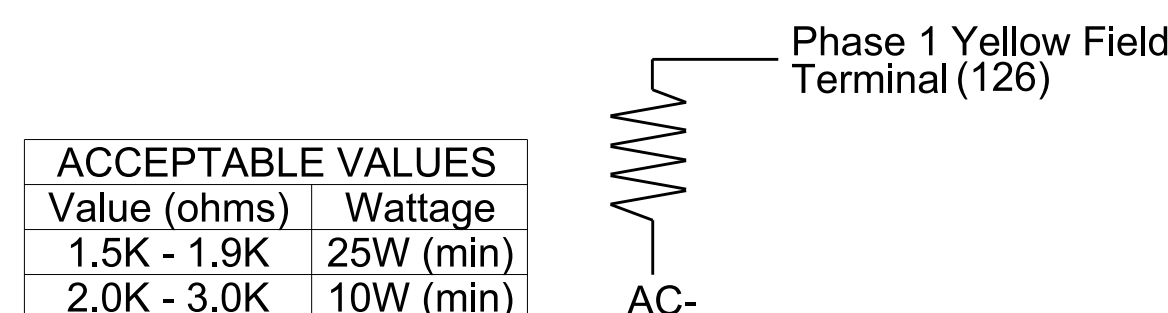 Phase 1 Yellow Field
Terminal (126)
ACCEPTABLE VALUES
Value (ohms) Wattage
1.5K - 1.9K 25W (min)
2.0K - 3.0K 10W (min)
AC-